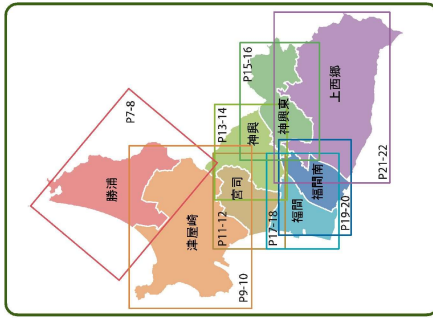 P7-8
勝浦
津屋崎
P9-10
P11-12
宮司
P13-14
神興
P15-16
神興東
上西郷
P17-18
福間
福間南
P19-20
P21-22